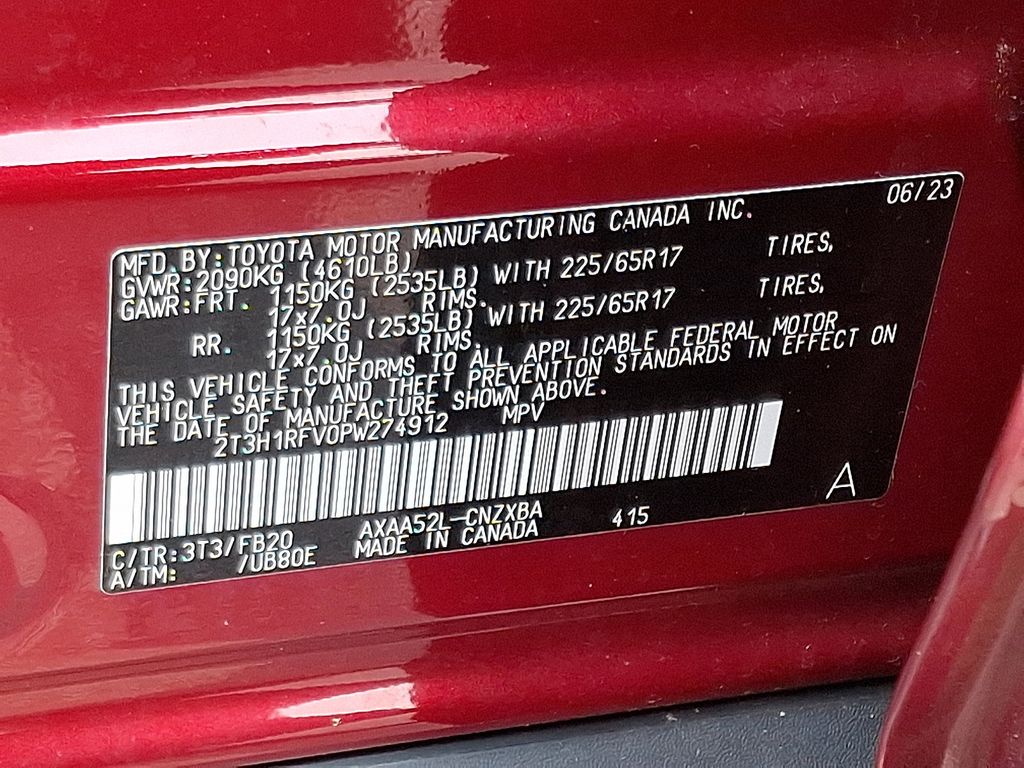 06/23
MFD.BY:TOYOTA MOTOR MANUFACTURING CANADA INC.
GVWR:2090KG (4610LB)
GAWR:FRT. 1150KG (2535LB) WITH 225/65R17 TIRES,
17x7.0J RIMS.
RR. 1150KG (2535LB) WITH 225/65R17 TIRES,
17x7.0J RIMS.
THIS VEHICLE CONFORMS TO ALL APPLICABLE FEDERAL MOTOR
VEHICLE SAFETY AND THEFT PREVENTION STANDARDS IN EFFECT ON
THE DATE OF MANUFACTURE SHOWN ABOVE.
2T3H1RFV0PW274912 MPV
A
C/TR:3T3/FB20 AXAA52L-CNZXBA 415
A/TM: /UB80E MADE IN CANADA